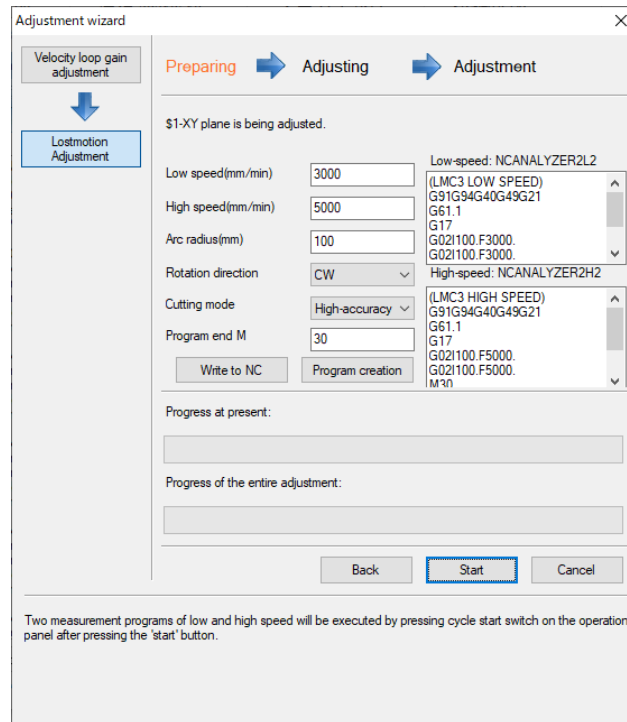 Adjustment wizard
Velocity loop gain
adjustment
Lostmotion
Adjustment
Preparing
Adjusting
Adjustment
$1-XY plane is being adjusted.
Low speed(mm/min)
3000
High speed(mm/min)
5000
Arc radius(mm)
100
Rotation direction
CW
Cutting mode
High-accuracy
Program end M
30
Write to NC
Program creation
Low-speed: NCANALYZER2L2
(LMC3 LOW SPEED)
G91G94G40G49G21
G61.1
G17
G02I100.F3000.
G02I100.F3000.
High-speed: NCANALYZER2H2
(LMC3 HIGH SPEED)
G91G94G40G49G21
G61.1
G17
G02I100.F5000.
G02I100.F5000.
M30
Progress at present:
Progress of the entire adjustment:
Back
Start
Cancel
Two measurement programs of low and high speed will be executed by pressing cycle start switch on the operation
panel after pressing the 'start' button.